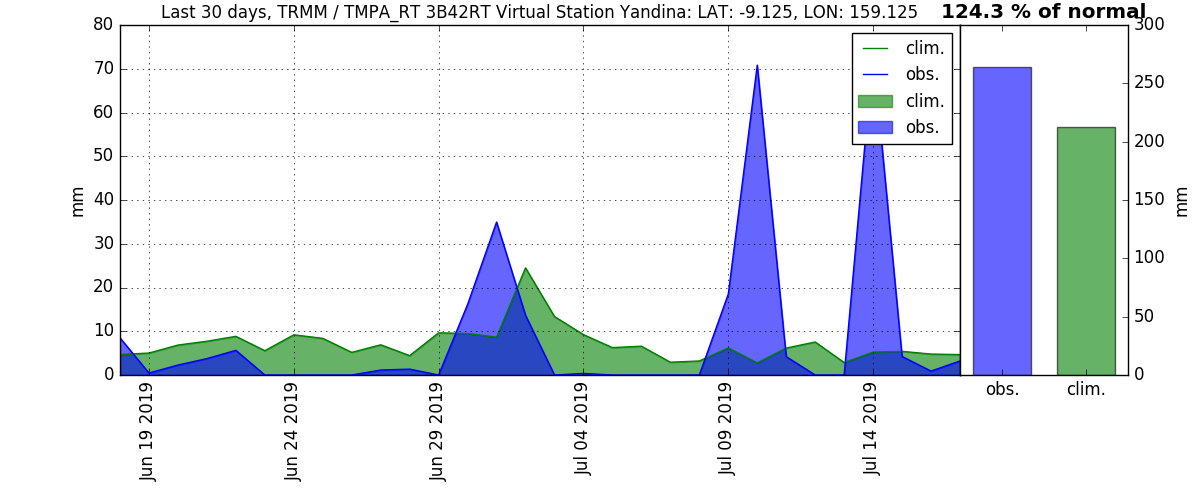 Last 30 days, TRMM / TMPA_RT 3B42RT Virtual Station Yandina: LAT: -9.125, LON: 159.125
124.3 % of normal
80
70
60
50
40
30
20
10
0
mm
clim.
obs.
clim.
obs.
Jun 19 2019
Jun 24 2019
Jun 29 2019
Jul 04 2019
Jul 09 2019
Jul 14 2019
300
250
200
150
100
50
0
mm
obs.
clim.